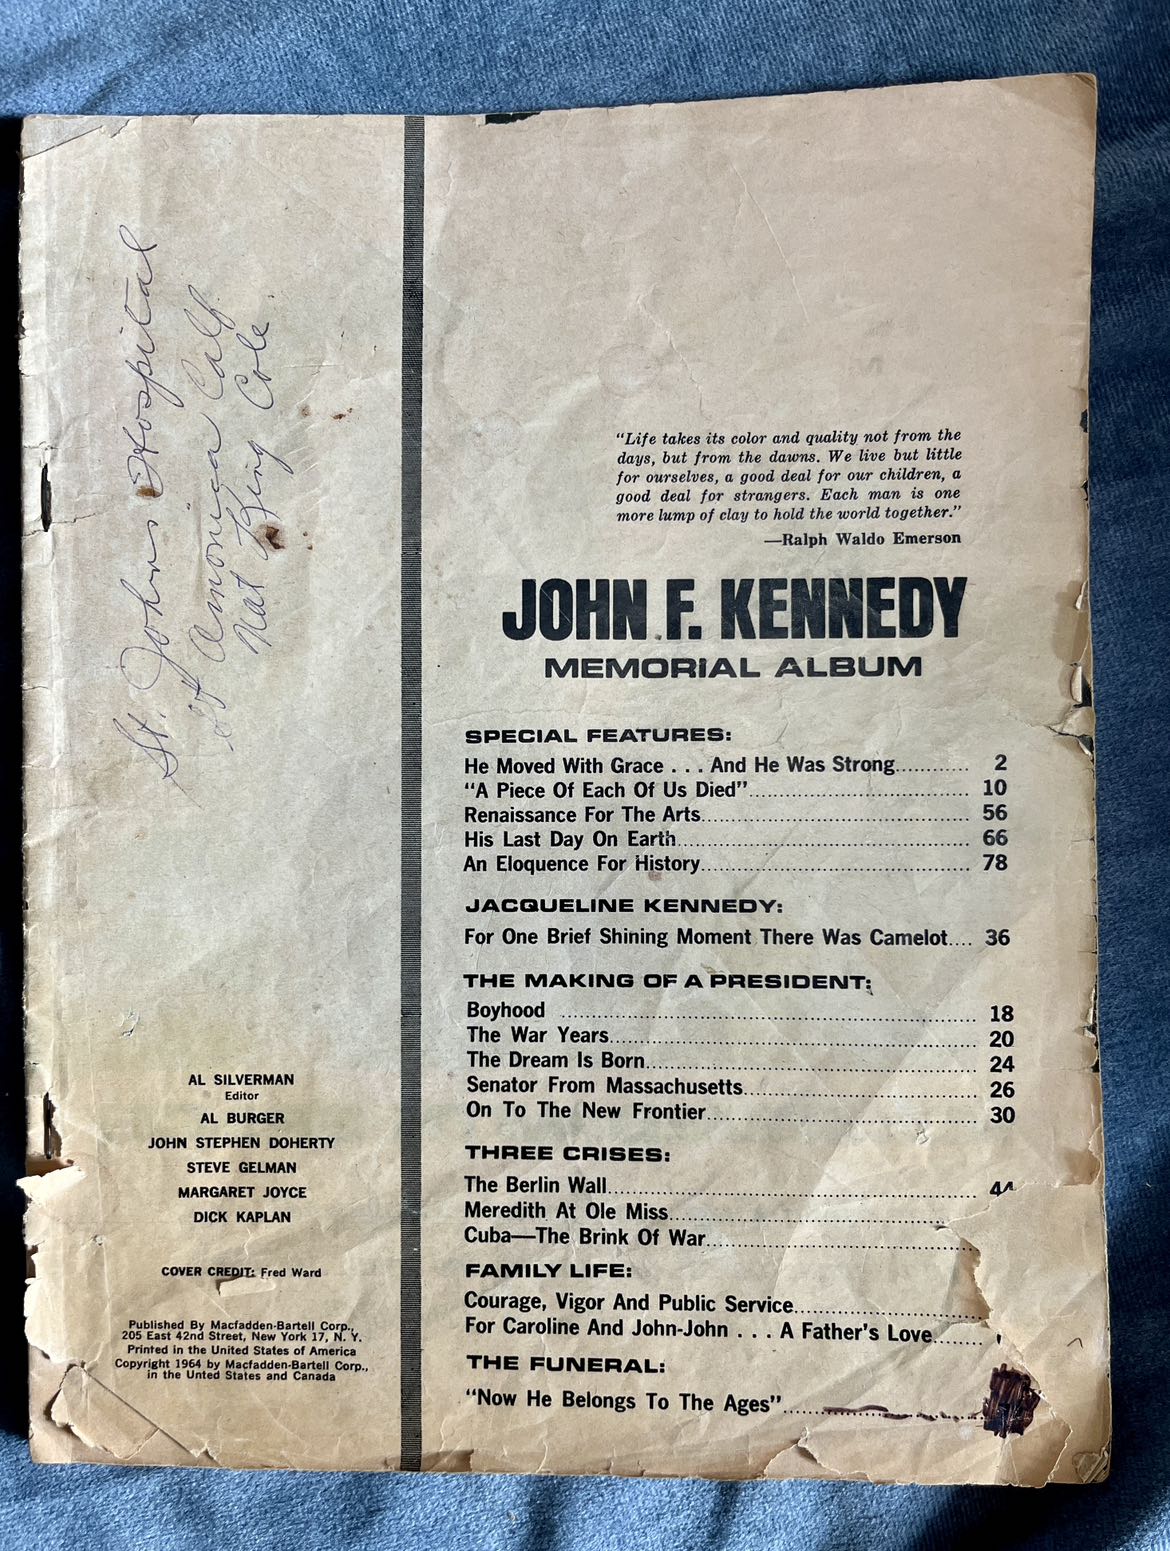 St. Johns Hospital
St Amonica Calf.
Nat King Cole
"Life takes its color and quality not from the
days, but from the dawns. We live but little
for ourselves, a good deal for our children, a
good deal for strangers. Each man is one
more lump of clay to hold the world together."
—Ralph Waldo Emerson
JOHN F. KENNEDY
MEMORIAL ALBUM
SPECIAL FEATURES:
He Moved With Grace . . . And He Was Strong............ 2
"A Piece Of Each Of Us Died"....................................... 10
Renaissance For The Arts............................................... 56
His Last Day On Earth................................................... 66
An Eloquence For History.............................................. 78
JACQUELINE KENNEDY:
For One Brief Shining Moment There Was Camelot.... 36
THE MAKING OF A PRESIDENT:
Boyhood ...................................................................... 18
The War Years.............................................................. 20
The Dream Is Born........................................................ 24
Senator From Massachusetts......................................... 26
On To The New Frontier............................................... 30
THREE CRISES:
The Berlin Wall............................................................. 44
Meredith At Ole Miss..............................................
Cuba—The Brink Of War.............................................
FAMILY LIFE:
Courage, Vigor And Public Service..............................
For Caroline And John-John . . . A Father's Love.......
THE FUNERAL:
"Now He Belongs To The Ages"..................................
AL SILVERMAN
Editor
AL BURGER
JOHN STEPHEN DOHERTY
STEVE GELMAN
MARGARET JOYCE
DICK KAPLAN
COVER CREDIT: Fred Ward
Published By Macfadden-Bartell Corp.,
205 East 42nd Street, New York 17, N. Y.
Printed in the United States of America
Copyright 1964 by Macfadden-Bartell Corp.,
in the Unted States and Canada